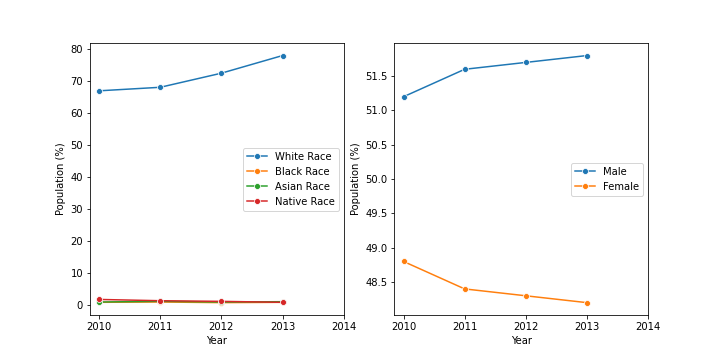 80
70
60
50
40
30
20
10
0
Population (%)
2010 2011 2012 2013 2014
Year
White Race
Black Race
Asian Race
Native Race
51.5
51.0
50.5
50.0
49.5
49.0
48.5
Population (%)
2010 2011 2012 2013 2014
Year
Male
Female